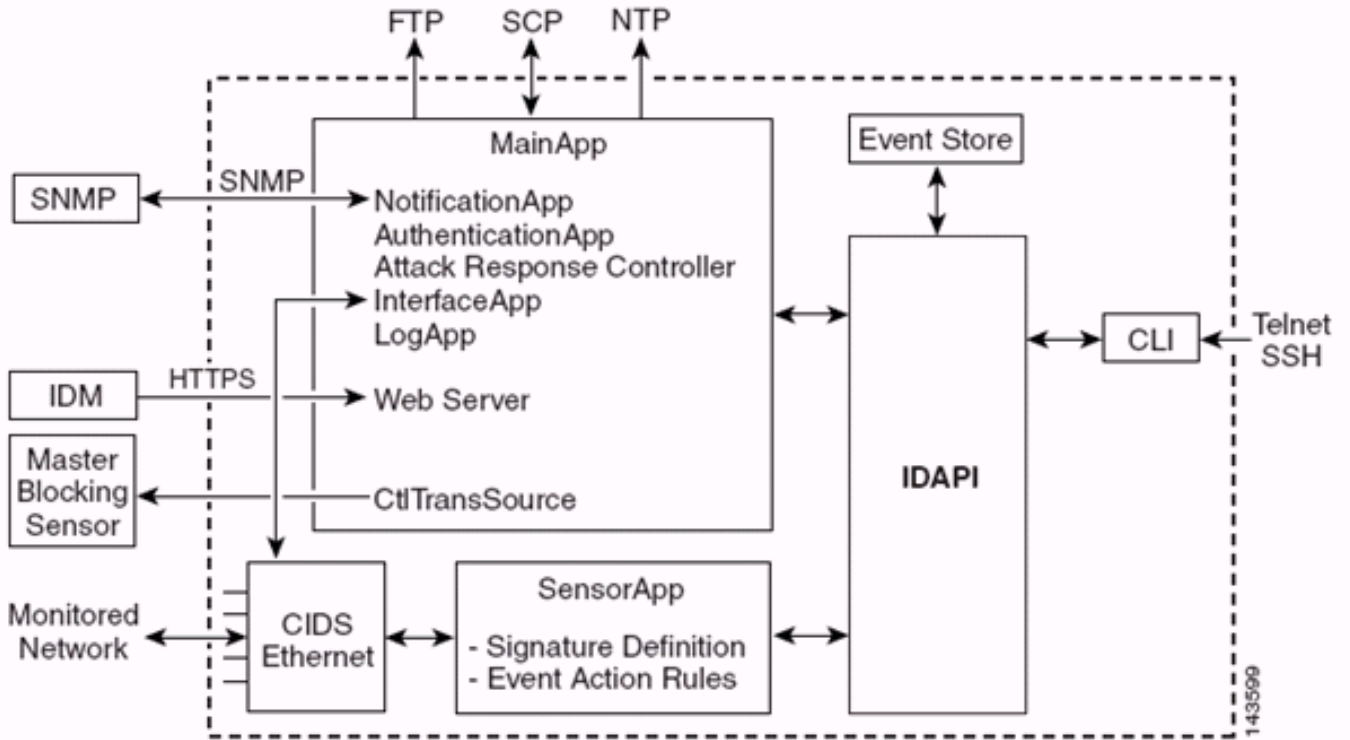 FTP SCP NTP
MainApp
Event Store
SNMP
SNMP
NotificationApp
AuthenticationApp
Attack Response Controller
InterfaceApp
LogApp
Telnet
SSH
CLI
HTTPS
IDM
Web Server
Master
Blocking
Sensor
CtlTransSource
IDAPI
SensorApp
Monitored
Network
CIDS
Ethernet
- Signature Definition
- Event Action Rules
143599